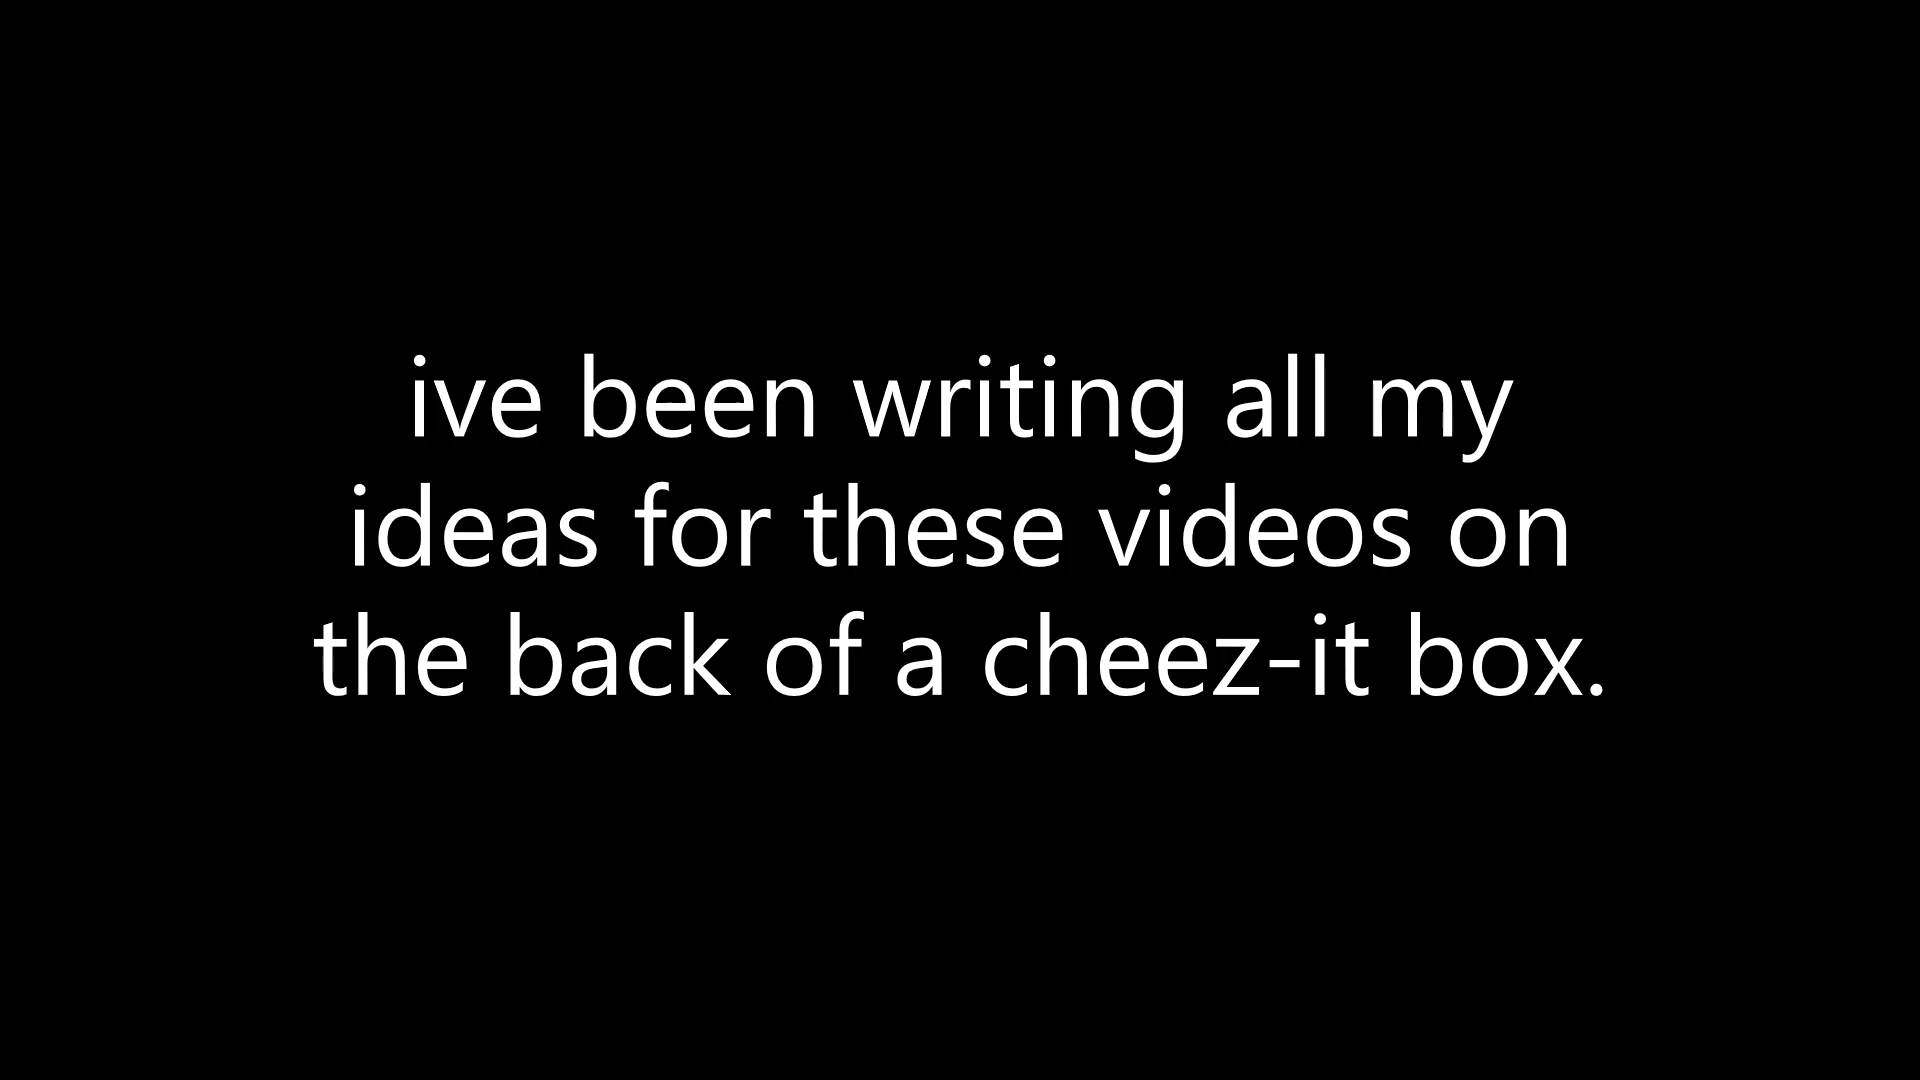 ive been writing all my
ideas for these videos on
the back of a cheez-it box.